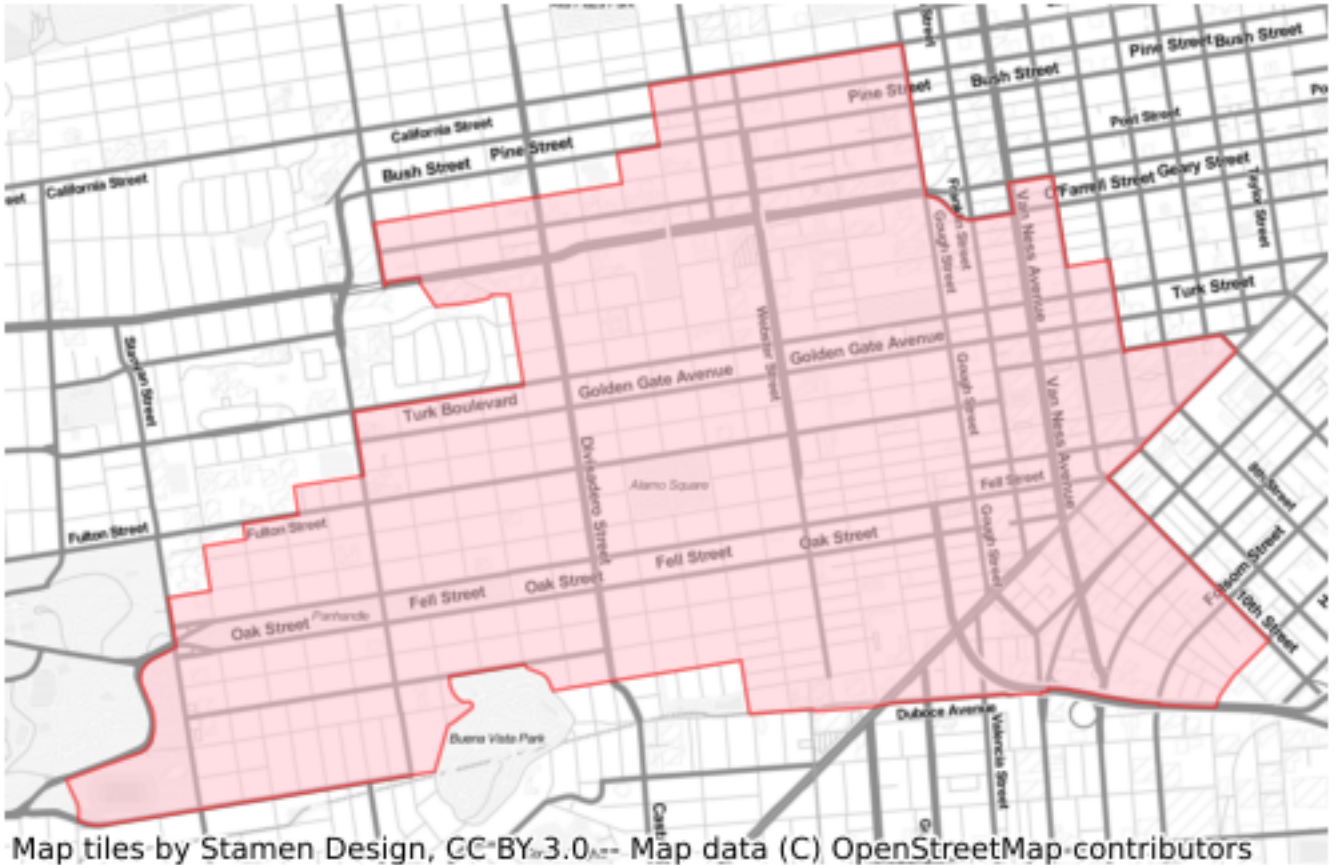 Pine Street
Bush Street
Bush Street
Pine Street
Post Street
California Street
Pine Street
Bush Street
Geary Street
O'Farrell Street
California Street
Taylor Street
Franklin Street
Gough Street
Van Ness Avenue
Turk Street
Webster Street
Stanyan Street
Golden Gate Avenue
Golden Gate Avenue
Gough Street
Turk Boulevard
Van Ness Avenue
Divisadero Street
Alamo Square
Fell Street
8th Street
Fulton Street
Fulton Street
Gough Street
Oak Street
Fell Street
Oak Street
Folsom Street
Fell Street
10th Street
Panhandle
Oak Street
Duboce Avenue
Valencia Street
Buena Vista Park
Map tiles by Stamen Design, CC BY 3.0 -- Map data (C) OpenStreetMap contributors